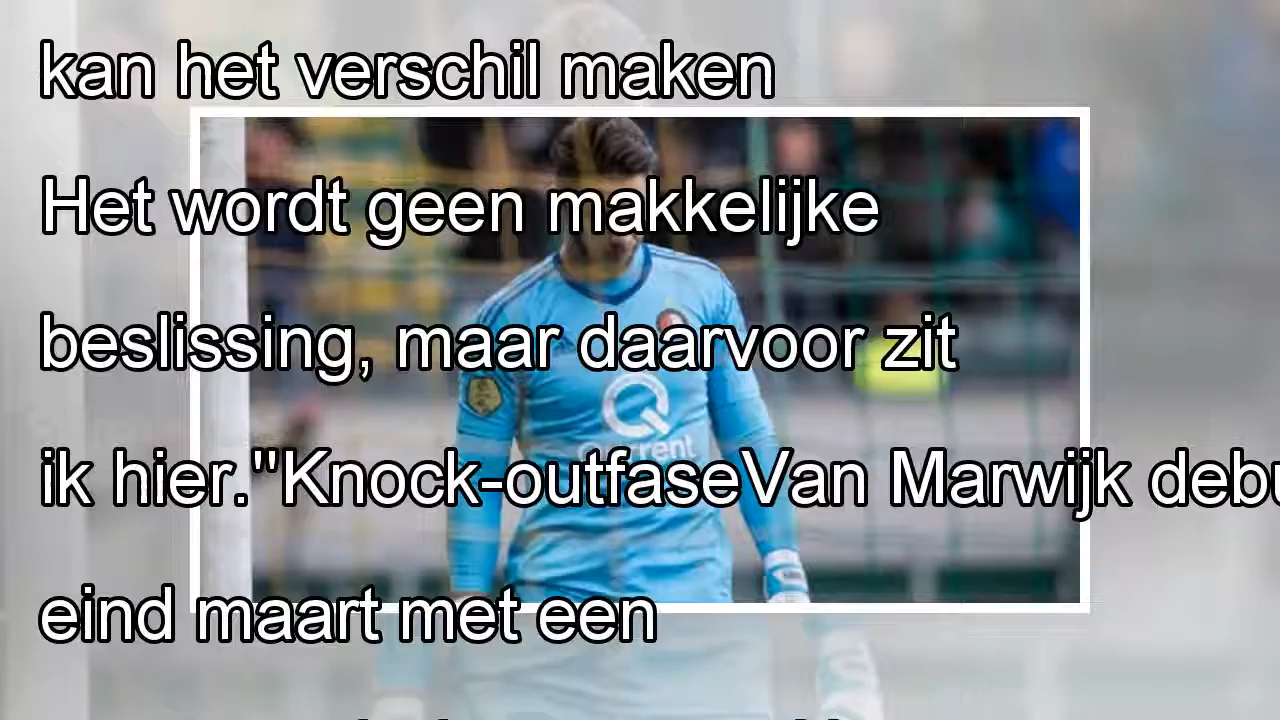 kan het verschil maken
Het wordt geen makkelijke
beslissing, maar daarvoor zit
ik hier."Knock-outfaseVan Marwijk
eind maart met een